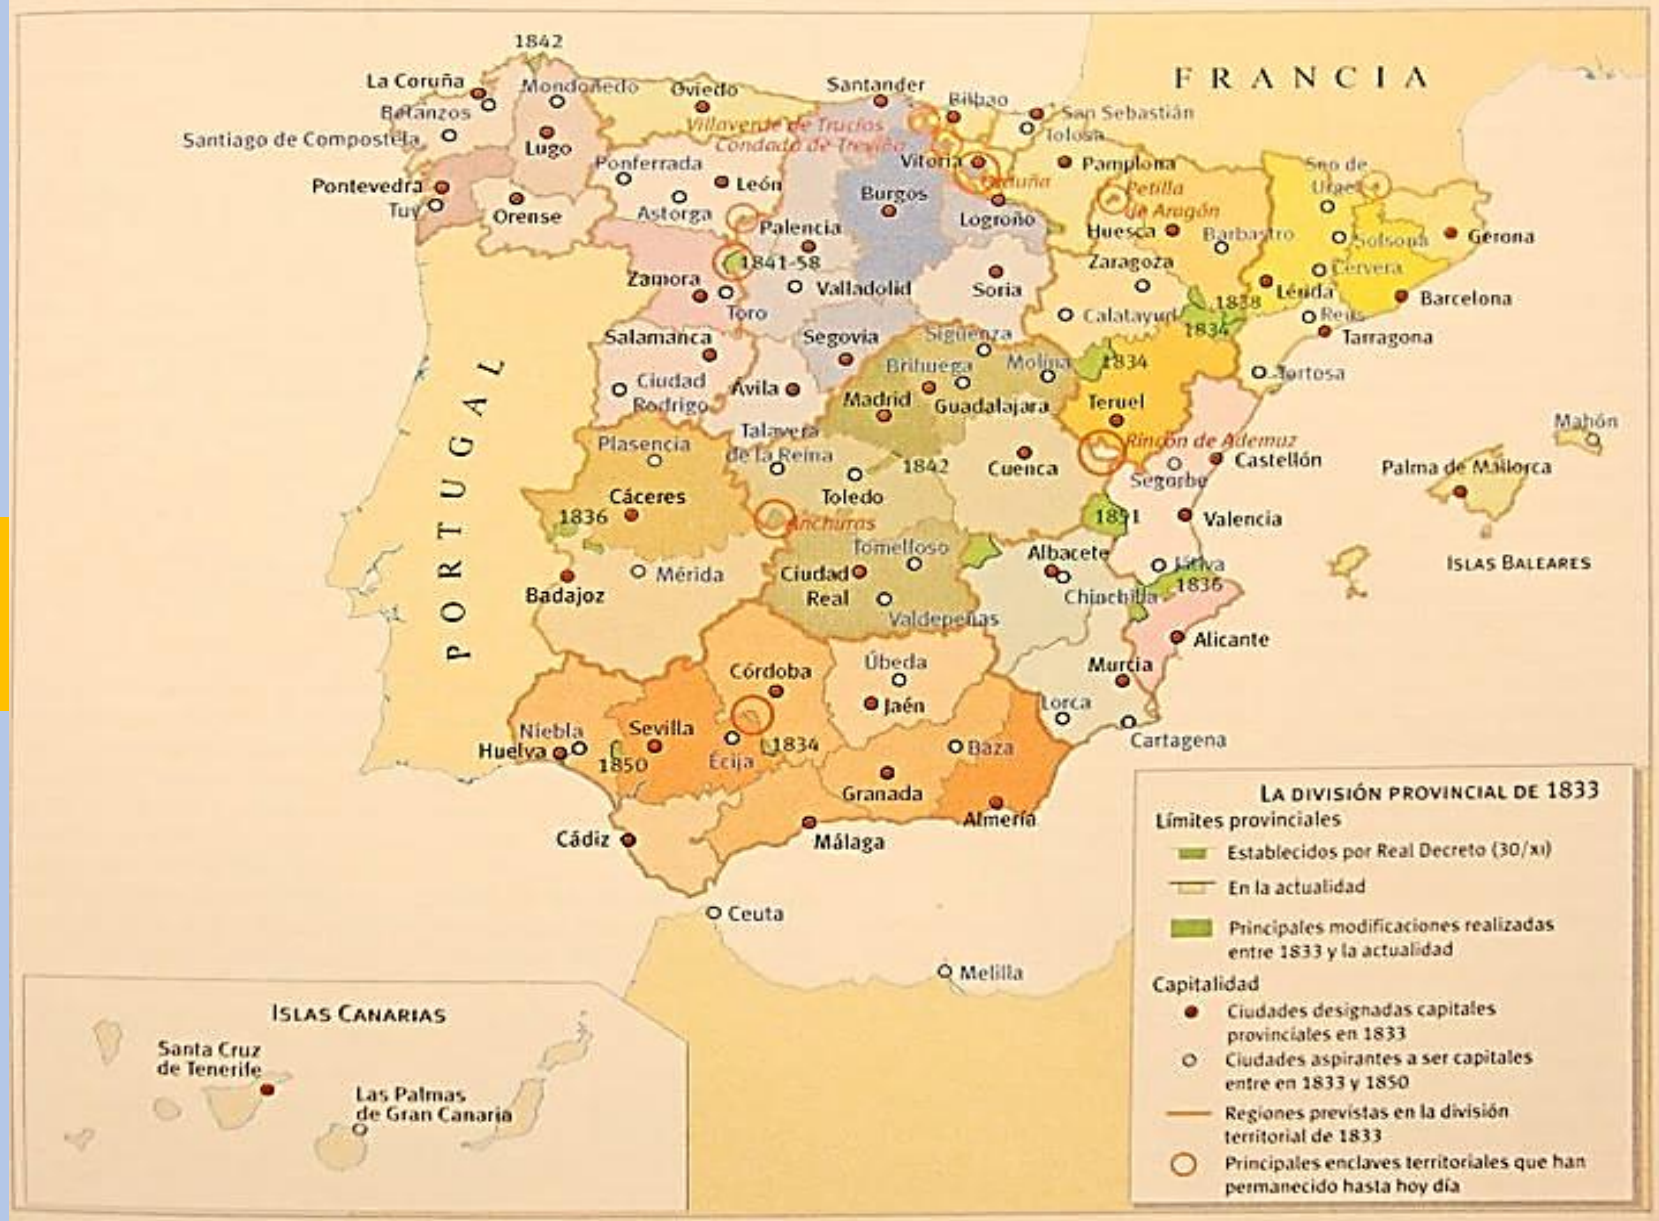 1842
La Coruña
Mondoñedo
Oviedo
Santander
FRANCIA
Betanzos
Bilbao
San Sebastián
Santiago de Compostela
Villaverde de Trucíos
Tolosa
Lugo
Condado de Treviño
Ponferrada
Vitoria
Pamplona
Seo de
Urgel
Pontevedra
León
Burgos
Orduña
Petilla
de Aragón
Tuy
Orense
Astorga
Palencia
Logroño
Huesca
Barbastro
Solsona
Gerona
1841-58
Zaragoza
Cervera
Zamora
Valladolid
Soria
Lérida
Barcelona
Toro
Calatayud
1838
Reus
1834
Salamanca
Segovia
Sigüenza
Tarragona
Brihuega
Molina
1834
Ciudad
Rodrigo
Ávila
Tortosa
Madrid
Guadalajara
Teruel
PORTUGAL
Plasencia
Talavera
de la Reina
Mahón
Rincón de Ademuz
1842
Cuenca
Castellón
Palma de Mallorca
Cáceres
Toledo
Segorbe
1836
Anchuras
1851
Valencia
Tomelloso
Albacete
Játiva
ISLAS BALEARES
Mérida
Ciudad
Real
1836
Badajoz
Chinchilla
Valdepeñas
Alicante
Córdoba
Úbeda
Murcia
Jaén
Lorca
Niebla
Sevilla
Huelva
1834
Baza
Cartagena
1850
Écija
Granada
Almería
Cádiz
Málaga
Ceuta
Melilla
LA DIVISIÓN PROVINCIAL DE 1833
Límites provinciales
Establecidos por Real Decreto (30/XI)
En la actualidad
Principales modificaciones realizadas
entre 1833 y la actualidad
Capitalidad
Ciudades designadas capitales
provinciales en 1833
Ciudades aspirantes a ser capitales
entre en 1833 y 1850
Regiones previstas en la división
territorial de 1833
Principales enclaves territoriales que han
permanecido hasta hoy día
ISLAS CANARIAS
Santa Cruz
de Tenerife
Las Palmas
de Gran Canaria